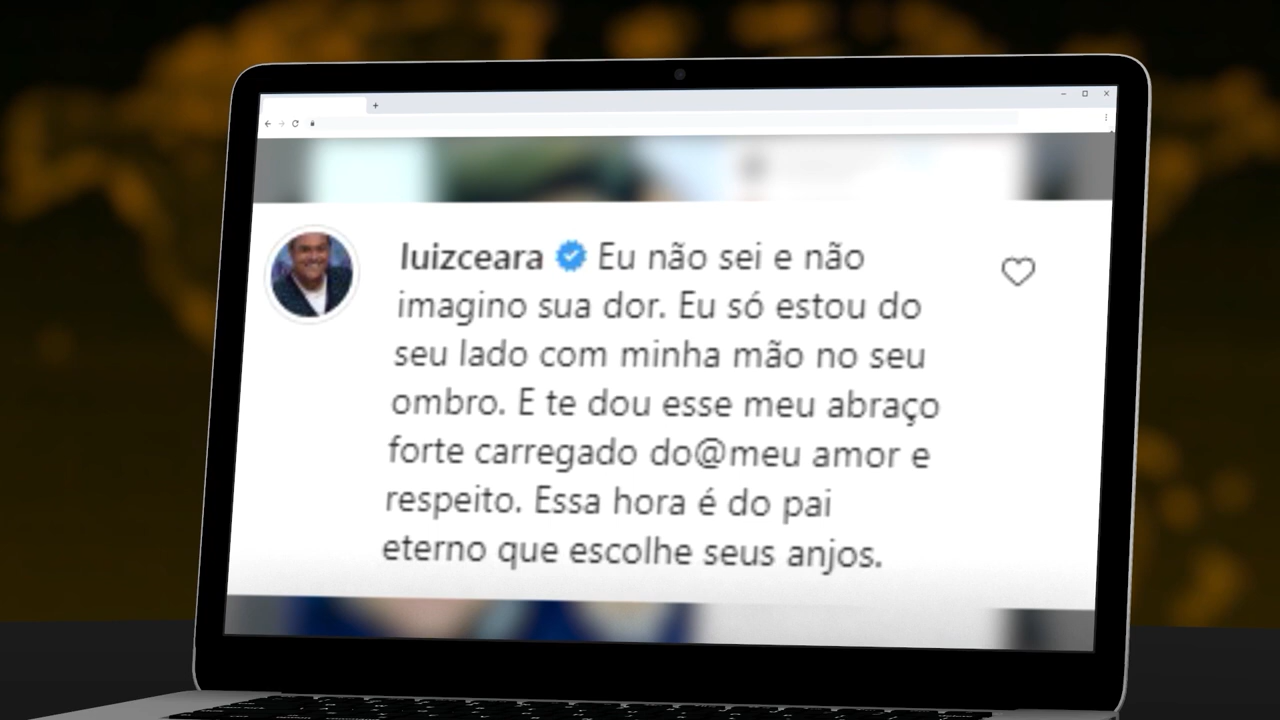 luizceara Eu não sei e não
imagino sua dor. Eu só estou do
seu lado com minha mão no seu
ombro. E te dou esse meu abraço
forte carregado do@meu amor e
respeito. Essa hora é do pai
eterno que escolhe seus anjos.